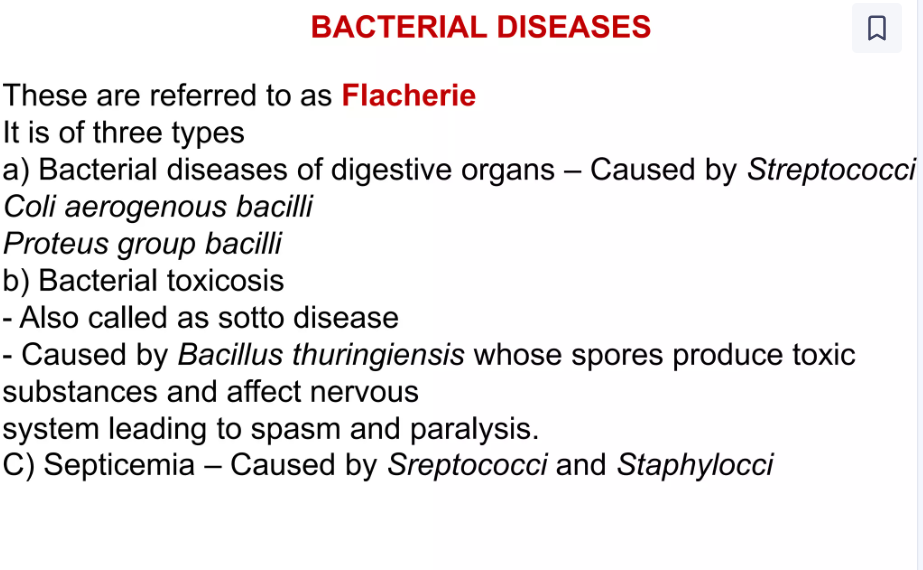 BACTERIAL DISEASES
These are referred to as Flacherie
It is of three types
a) Bacterial diseases of digestive organs – Caused by Streptococci
Coli aerogenous bacilli
Proteus group bacilli
b) Bacterial toxicosis
- Also called as sotto disease
- Caused by Bacillus thuringiensis whose spores produce toxic
substances and affect nervous
system leading to spasm and paralysis.
C) Septicemia – Caused by Sreptococci and Staphylocci